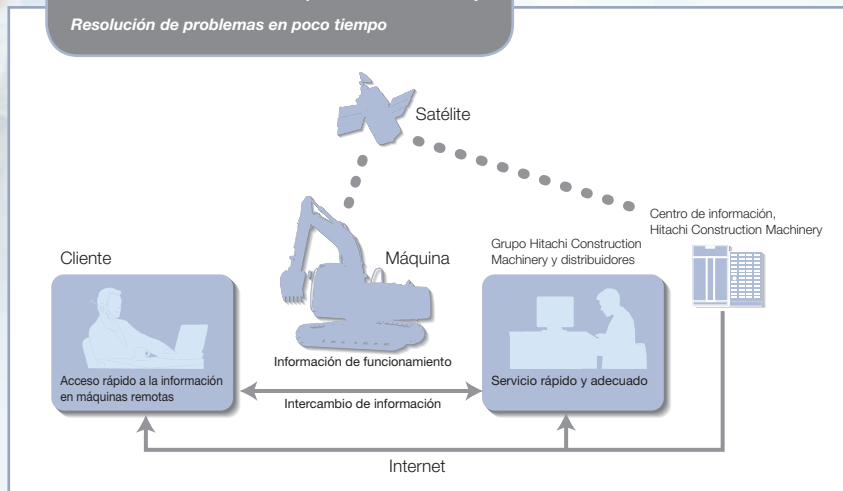 Resolución de problemas en poco tiempo
Satélite
Centro de información,
Hitachi Construction Machinery
Grupo Hitachi Construction
Machinery y distribuidores
Cliente
Máquina
Información de funcionamiento
Acceso rápido a la información
en máquinas remotas
Servicio rápido y adecuado
Intercambio de información
Internet